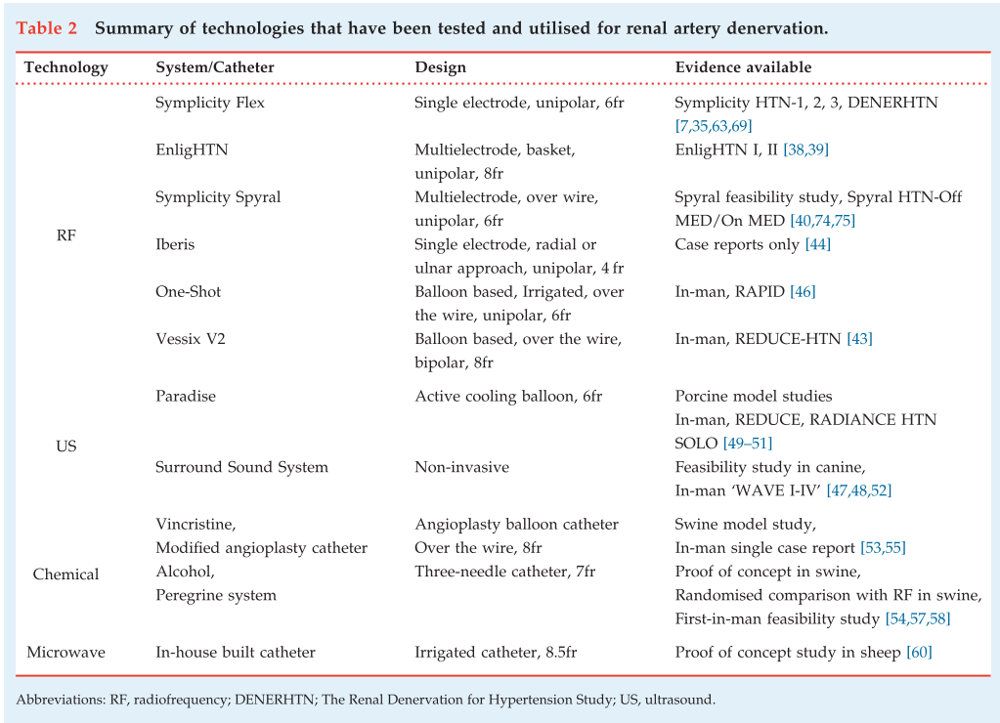 Table 2 Summary of technologies that have been tested and utilised for renal artery denervation.
Technology System/Catheter Design Evidence available
Symplicity Flex Single electrode, unipolar, 6fr Symplicity HTN-1, 2, 3, DENERHTN
[7,35,63,69]
EnligHTN Multielectrode, basket, EnligHTN I, II [38,39]
unipolar, 8fr
Symplicity Spyral Multielectrode, over wire, Spyral feasibility study, Spyral HTN-Off
unipolar, 6fr MED/On MED [40,74,75]
RF
Iberis Single electrode, radial or Case reports only [44]
ulnar approach, unipolar, 4 fr
One-Shot Balloon based, Irrigated, over In-man, RAPID [46]
the wire, unipolar, 6fr
Vessix V2 Balloon based, over the wire, In-man, REDUCE-HTN [43]
bipolar, 8fr
Paradise Active cooling balloon, 6fr Porcine model studies
In-man, REDUCE, RADIANCE HTN
US SOLO [49–51]
Surround Sound System Non-invasive Feasibility study in canine,
In-man ‘WAVE I-IV’ [47,48,52]
Vincristine, Angioplasty balloon catheter Swine model study,
Modified angioplasty catheter Over the wire, 8fr In-man single case report [53,55]
Chemical Alcohol, Three-needle catheter, 7fr Proof of concept in swine,
Peregrine system Randomised comparison with RF in swine,
First-in-man feasibility study [54,57,58]
Microwave In-house built catheter Irrigated catheter, 8.5fr Proof of concept study in sheep [60]
Abbreviations: RF, radiofrequency; DENERHTN; The Renal Denervation for Hypertension Study; US, ultrasound.